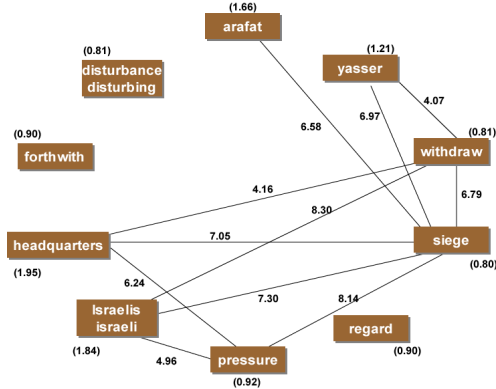 (1.66)
arafat
(0.81)
disturbance
disturbing
(1.21)
yasser
4.07
6.58
6.97
(0.90)
forthwith
(0.81)
withdraw
4.16
8.30
6.79
headquarters
(1.95)
7.05
siege
(0.80)
6.24
7.30
8.14
Israelis
israeli
(1.84)
4.96
pressure
(0.92)
regard
(0.90)